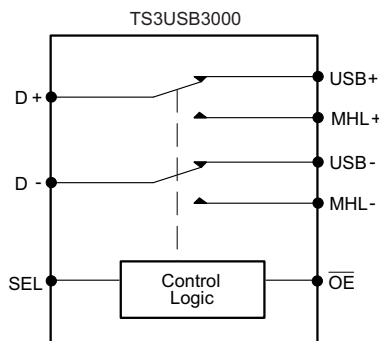 TS3USB3000
D+
USB+
MHL+
D -
USB-
MHL-
SEL
Control
Logic
OE